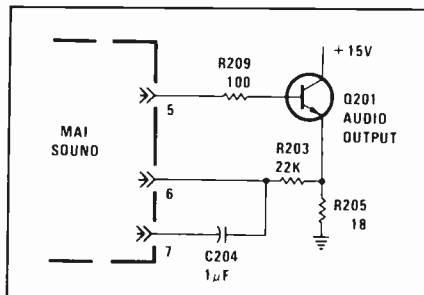 +15V
R209
100
Q201
AUDIO
OUTPUT
5
MAI
SOUND
R203
22K
6
R205
18
7
C204
1µF